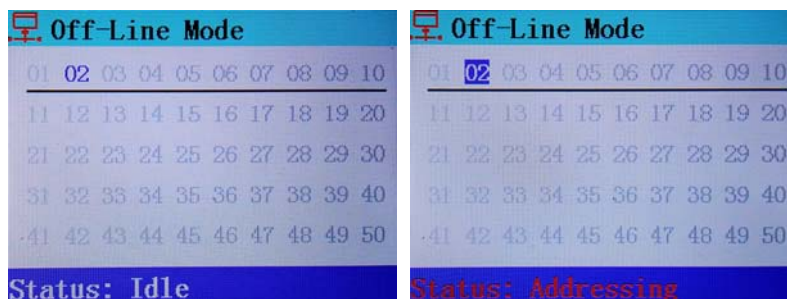 Off-Line Mode
01 02 03 04 05 06 07 08 09 10
11 12 13 14 15 16 17 18 19 20
21 22 23 24 25 26 27 28 29 30
31 32 33 34 35 36 37 38 39 40
41 42 43 44 45 46 47 48 49 50
Status: Idle
Off-Line Mode
01 02 03 04 05 06 07 08 09 10
11 12 13 14 15 16 17 18 19 20
21 22 23 24 25 26 27 28 29 30
31 32 33 34 35 36 37 38 39 40
41 42 43 44 45 46 47 48 49 50
Status: Addressing